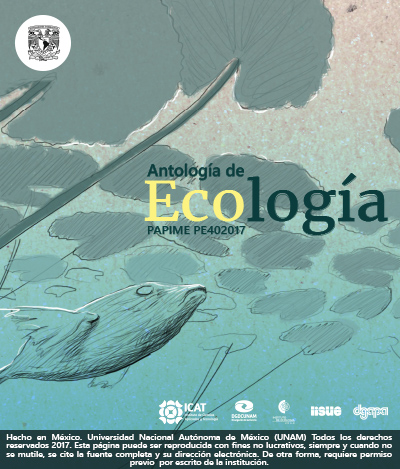 Antología de
Ecología
PAPIME PE402017
ICAT
DGDCUNAM
iisue
dgapa
Hecho en México. Universidad Nacional Autónoma de México (UNAM) Todos los derechos
reservados 2017. Esta página puede ser reproducida con fines no lucrativos, siempre y cuando no
se mutile, se cite la fuente completa y su dirección electrónica. De otra forma, requiere permiso
previo por escrito de la institución.